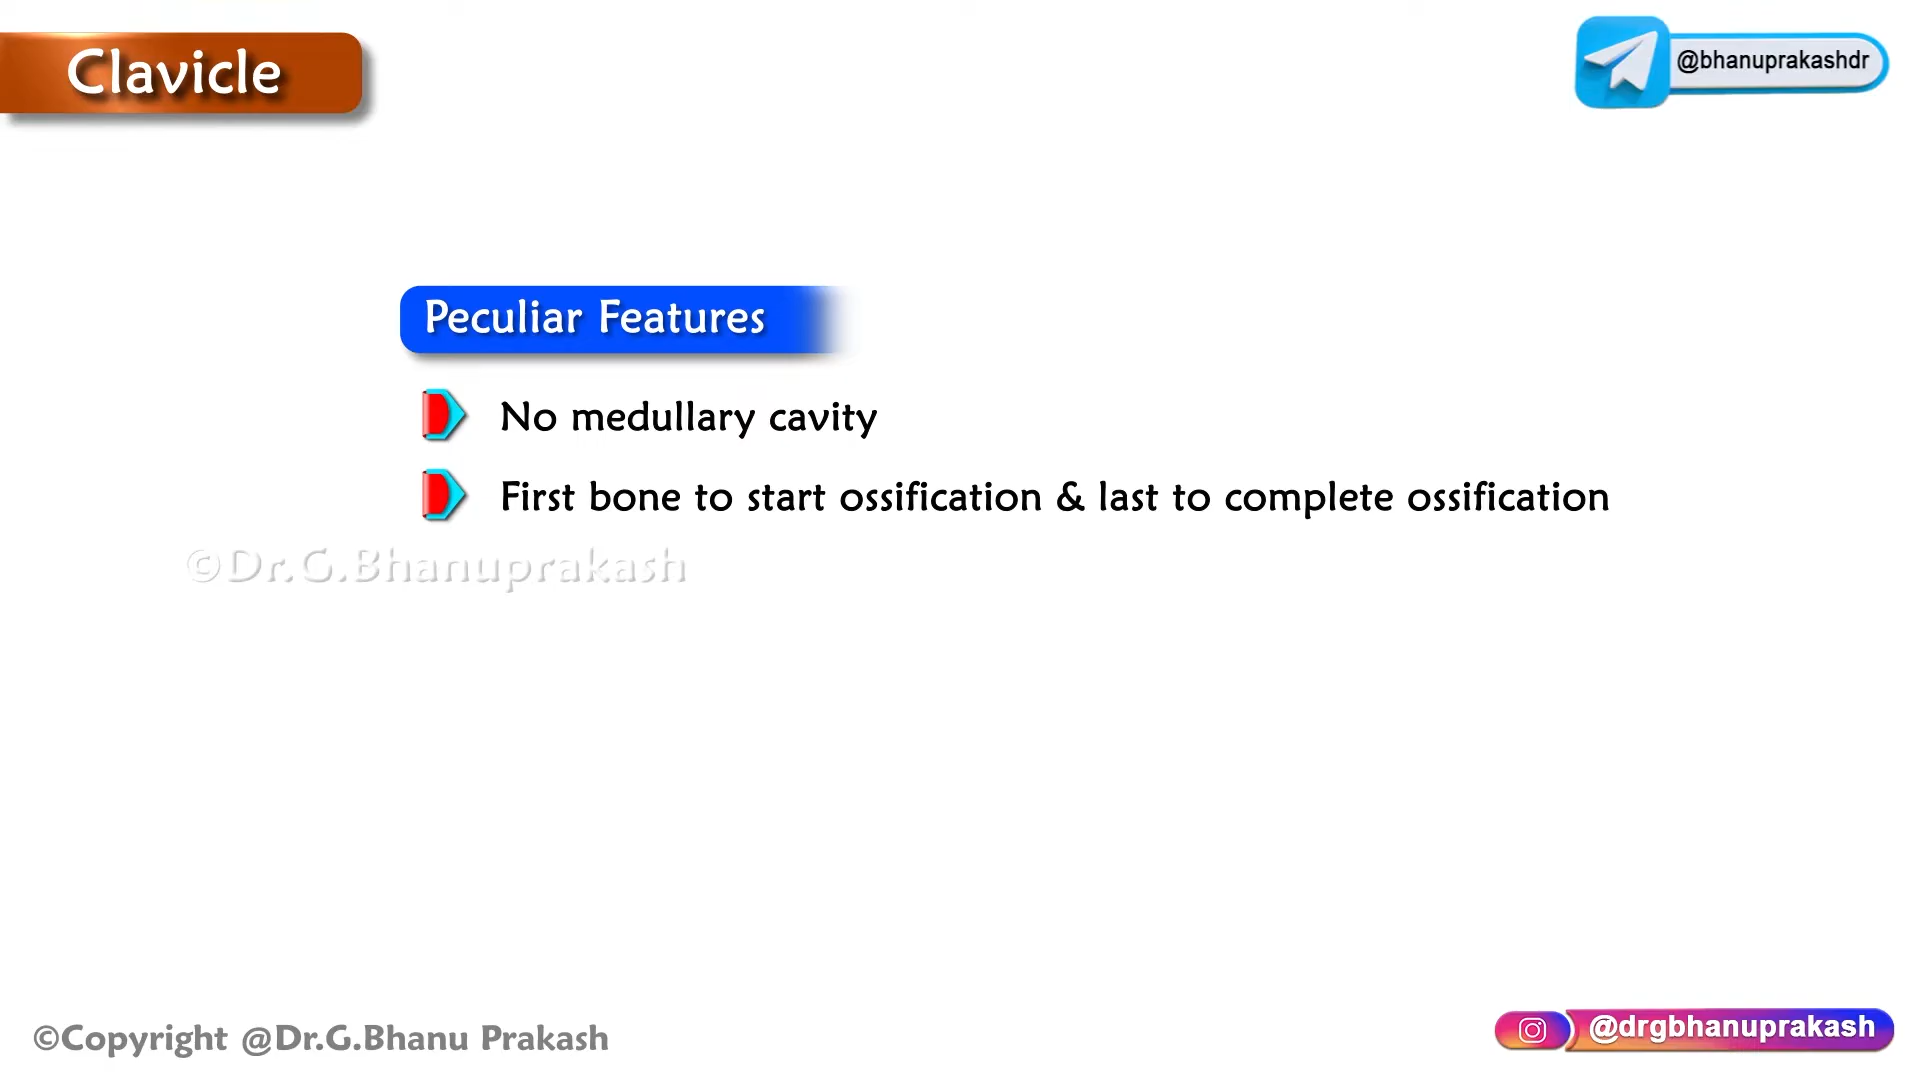 Clavicle
@bhanuprakashdr
Peculiar Features
No medullary cavity
First bone to start ossification & last to complete ossification
©Dr.G.Bhanuprakash
©Copyright @Dr.G.Bhanu Prakash
@drgbhanuprakash